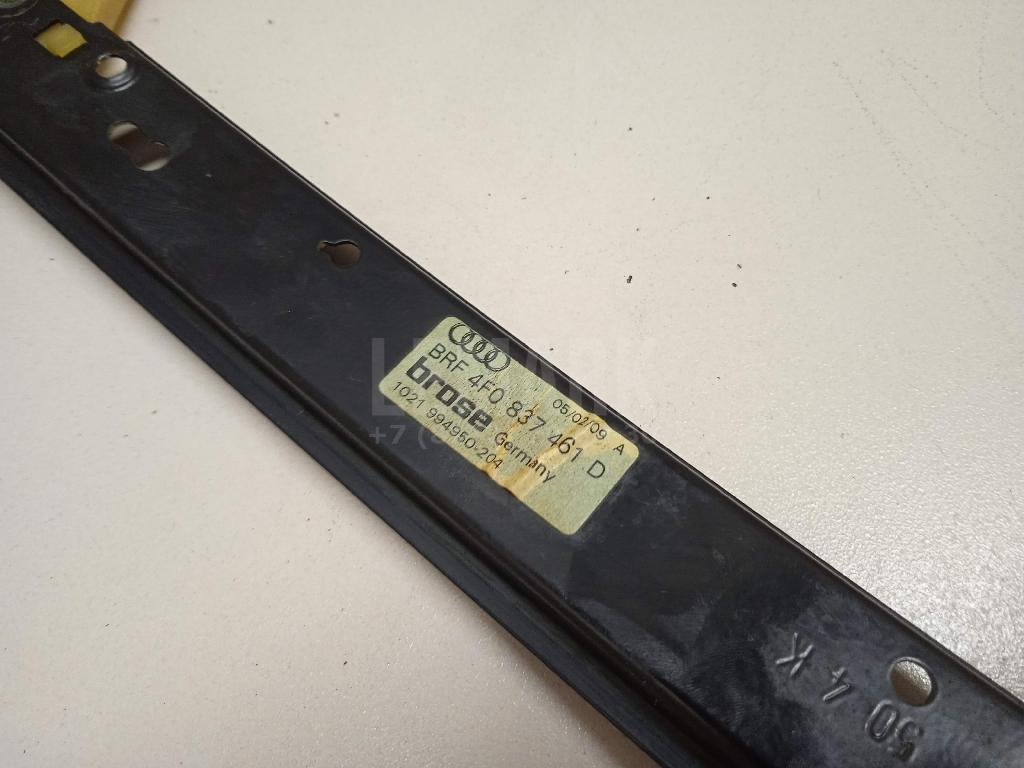 05/02/09 A
BRF 4F0 837 461 D
brose Germany
1021 994950-204
50 4 K